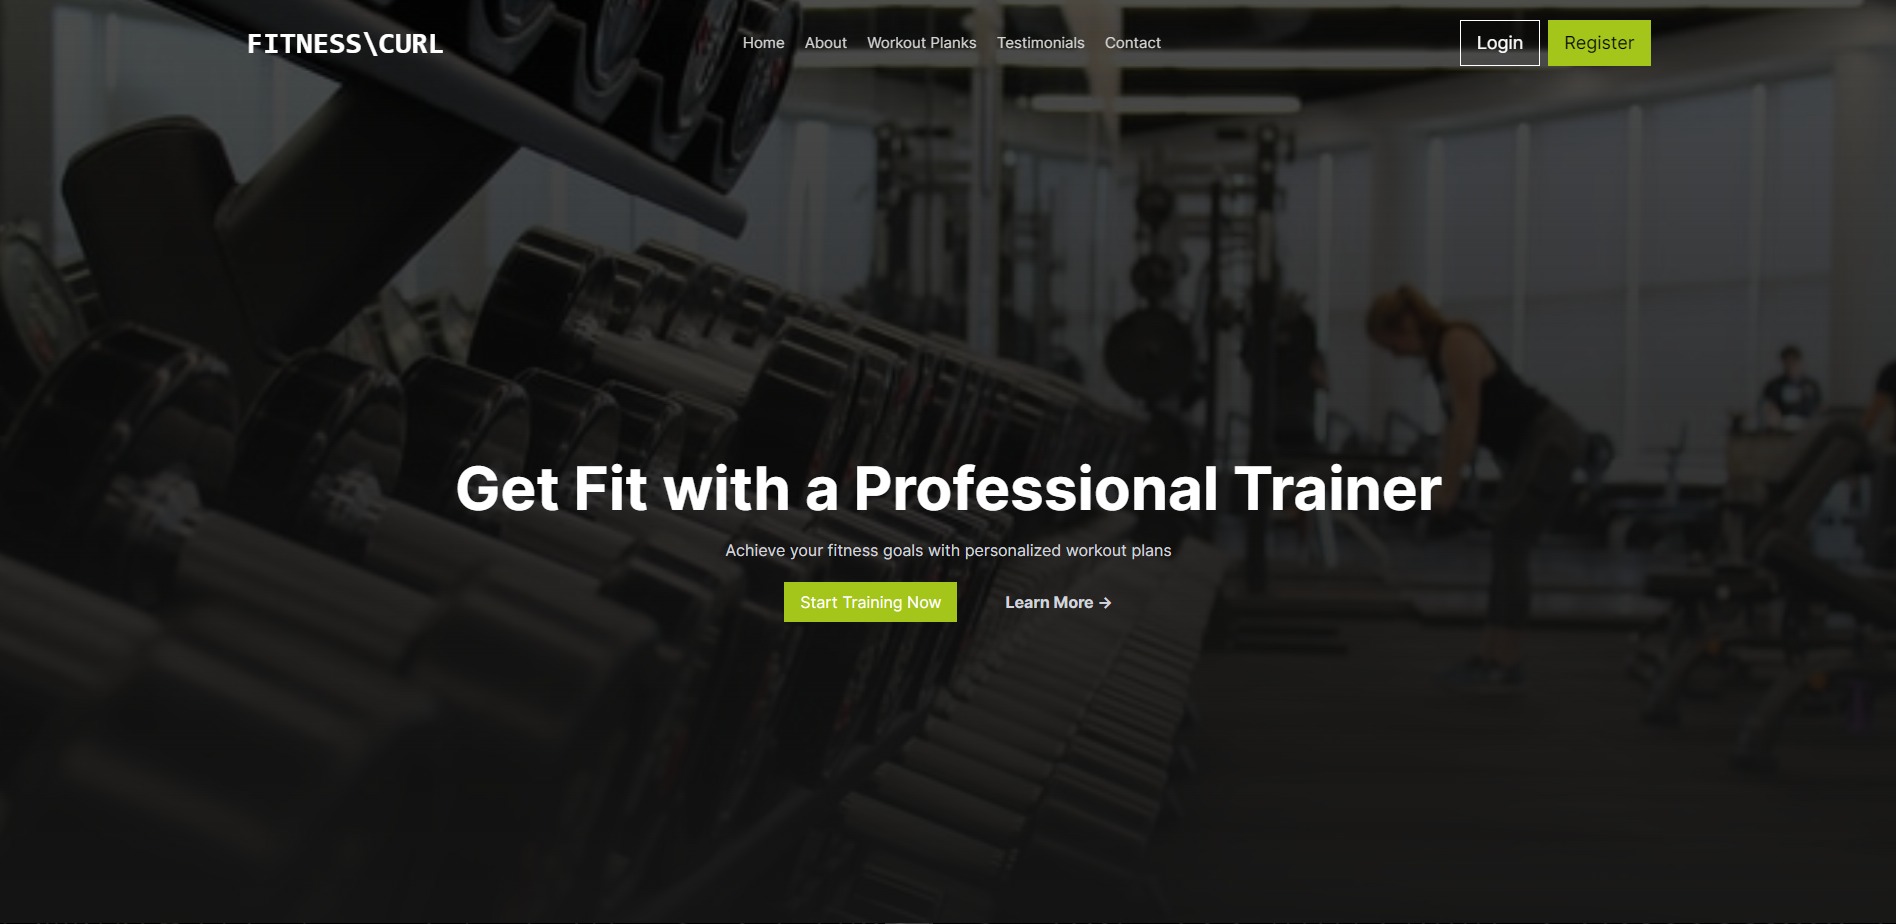 FITNESS\CURL
Home About Workout Planks Testimonials Contact
Login Register
Get Fit with a Professional Trainer
Achieve your fitness goals with personalized workout plans
Start Training Now Learn More →